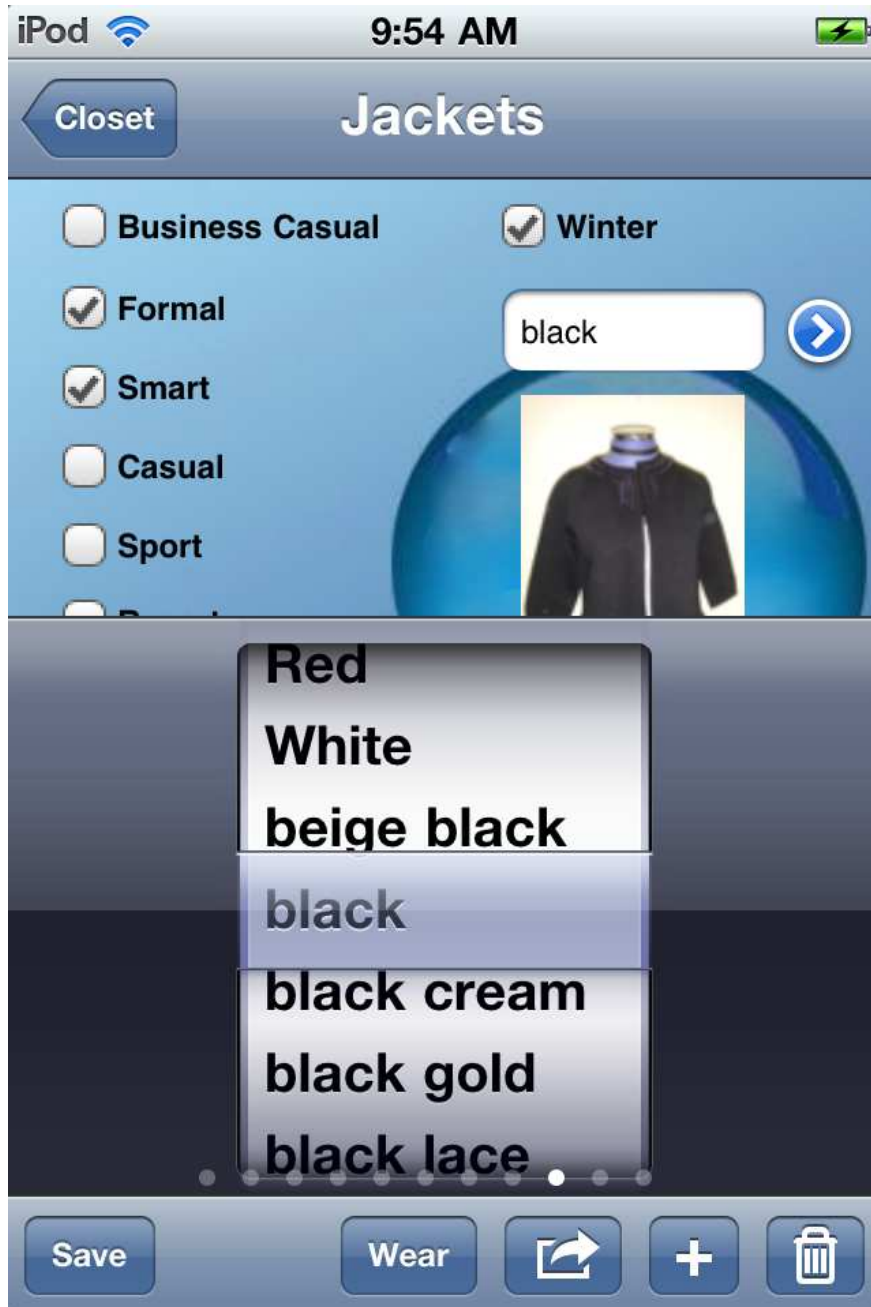 iPod 9:54 AM
Closet Jackets
Business Casual Winter
Formal
black
Smart
Casual
Sport
Red
White
beige black
black
black cream
black gold
black lace
Save Wear